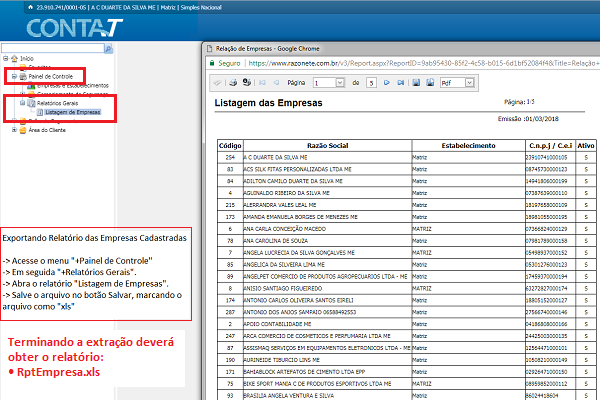 23.910.741/0001-05 | A C DUARTE DA SILVA ME | Matriz | Simples Nacional
CONTAT
Início
Painel de Controle
Empresas e Estabelecimentos
Relatórios Gerais
Listagem de Empresas
Área do Cliente
Exportando Relatório das Empresas Cadastradas
-> Acesse o menu "+Painel de Controle"
-> Em seguida "+Relatórios Gerais".
-> Abra o relatório "Listagem de Empresas".
-> Salve o arquivo no botão Salvar, marcando o
arquivo como "xls"
Terminando a extração deverá
obter o relatório:
• RptEmpresa.xls
Relação de Empresas - Google Chrome
Seguro | https://www.razonete.com.br/v3/Report.aspx?ReportID=9ab95430-85f2-4c58-b015-6d1bf52084f4&Title=Relação+
Página 1 de 5 Pdf
Listagem das Empresas Página: 1/5
Emissão :01/03/2018
Código Razão Social Estabelecimento C.n.p.j / C.e.i Ativo
254 A C DUARTE DA SILVA ME Matriz 23910741000105 S
83 ACS SILK FITAS PERSONALIZADAS LTDA ME Matriz 08745730000123 S
84 ADILTON CAMILO DUARTE DA SILVA ME Matriz 14941806000199 S
4 AGUINALDO RIBEIRO DA SILVA ME Matriz 07387639000110 S
215 ALERRANDRA VALES LEAL ME Matriz 18197658000109 S
173 AMANDA EMANUELA BORGES DE MENEZES ME Matriz 18981055000195 S
6 ANA CARLA CONCEIÇÃO MACEDO MATRIZ 07366824000129 S
78 ANA CAROLINA DE SOUZA Matriz 07981789000158 S
7 ANGELA LUCRECIA DA SILVA GONÇALVES ME Matriz 05498937000152 S
85 ANGELICA DA SILVEIRA LIMA ME Matriz 05301276000123 S
89 ANGELPET COMERCIO DE PRODUTOS AGROPECUARIOS LTDA - ME Matriz 17459370000194 S
8 ANISIO SANTIAGO FIGUEIREDO MATRIZ 63272827000174 S
174 ANTONIO CARLOS OLIVEIRA SANTOS EIRELI Matriz 18805152000127 S
287 ANTONIO DOS ANJOS SAMPAIO 06588492553 Matriz 27566740000146 S
2 APOIO CONTABILIDADE ME Matriz 04186808000166 S
247 ARCA COMERCIO DE COSMETICOS E PERFUMARIA LTDA ME Matriz 24425003000135 S
87 ASSISMAQ SERVIÇOS EM EQUIPAMENTOS ELETRONICOS LTDA - ME Matriz 12564471000101 S
190 AURINEIDE TIBURCIO LINS ME Matriz 10508210000149 S
171 BAHIABLOCK ARTEFATOS DE CIMENTO LTDA EPP Matriz 02926471000150 S
75 BIKE SPORT MANIA C DE PRODUTOS ESPORTIVOS LTDA ME MATRIZ 08959852000112 S
93 BRASILIA ANGELA VENTURA E SILVA Matriz 86024418604 S